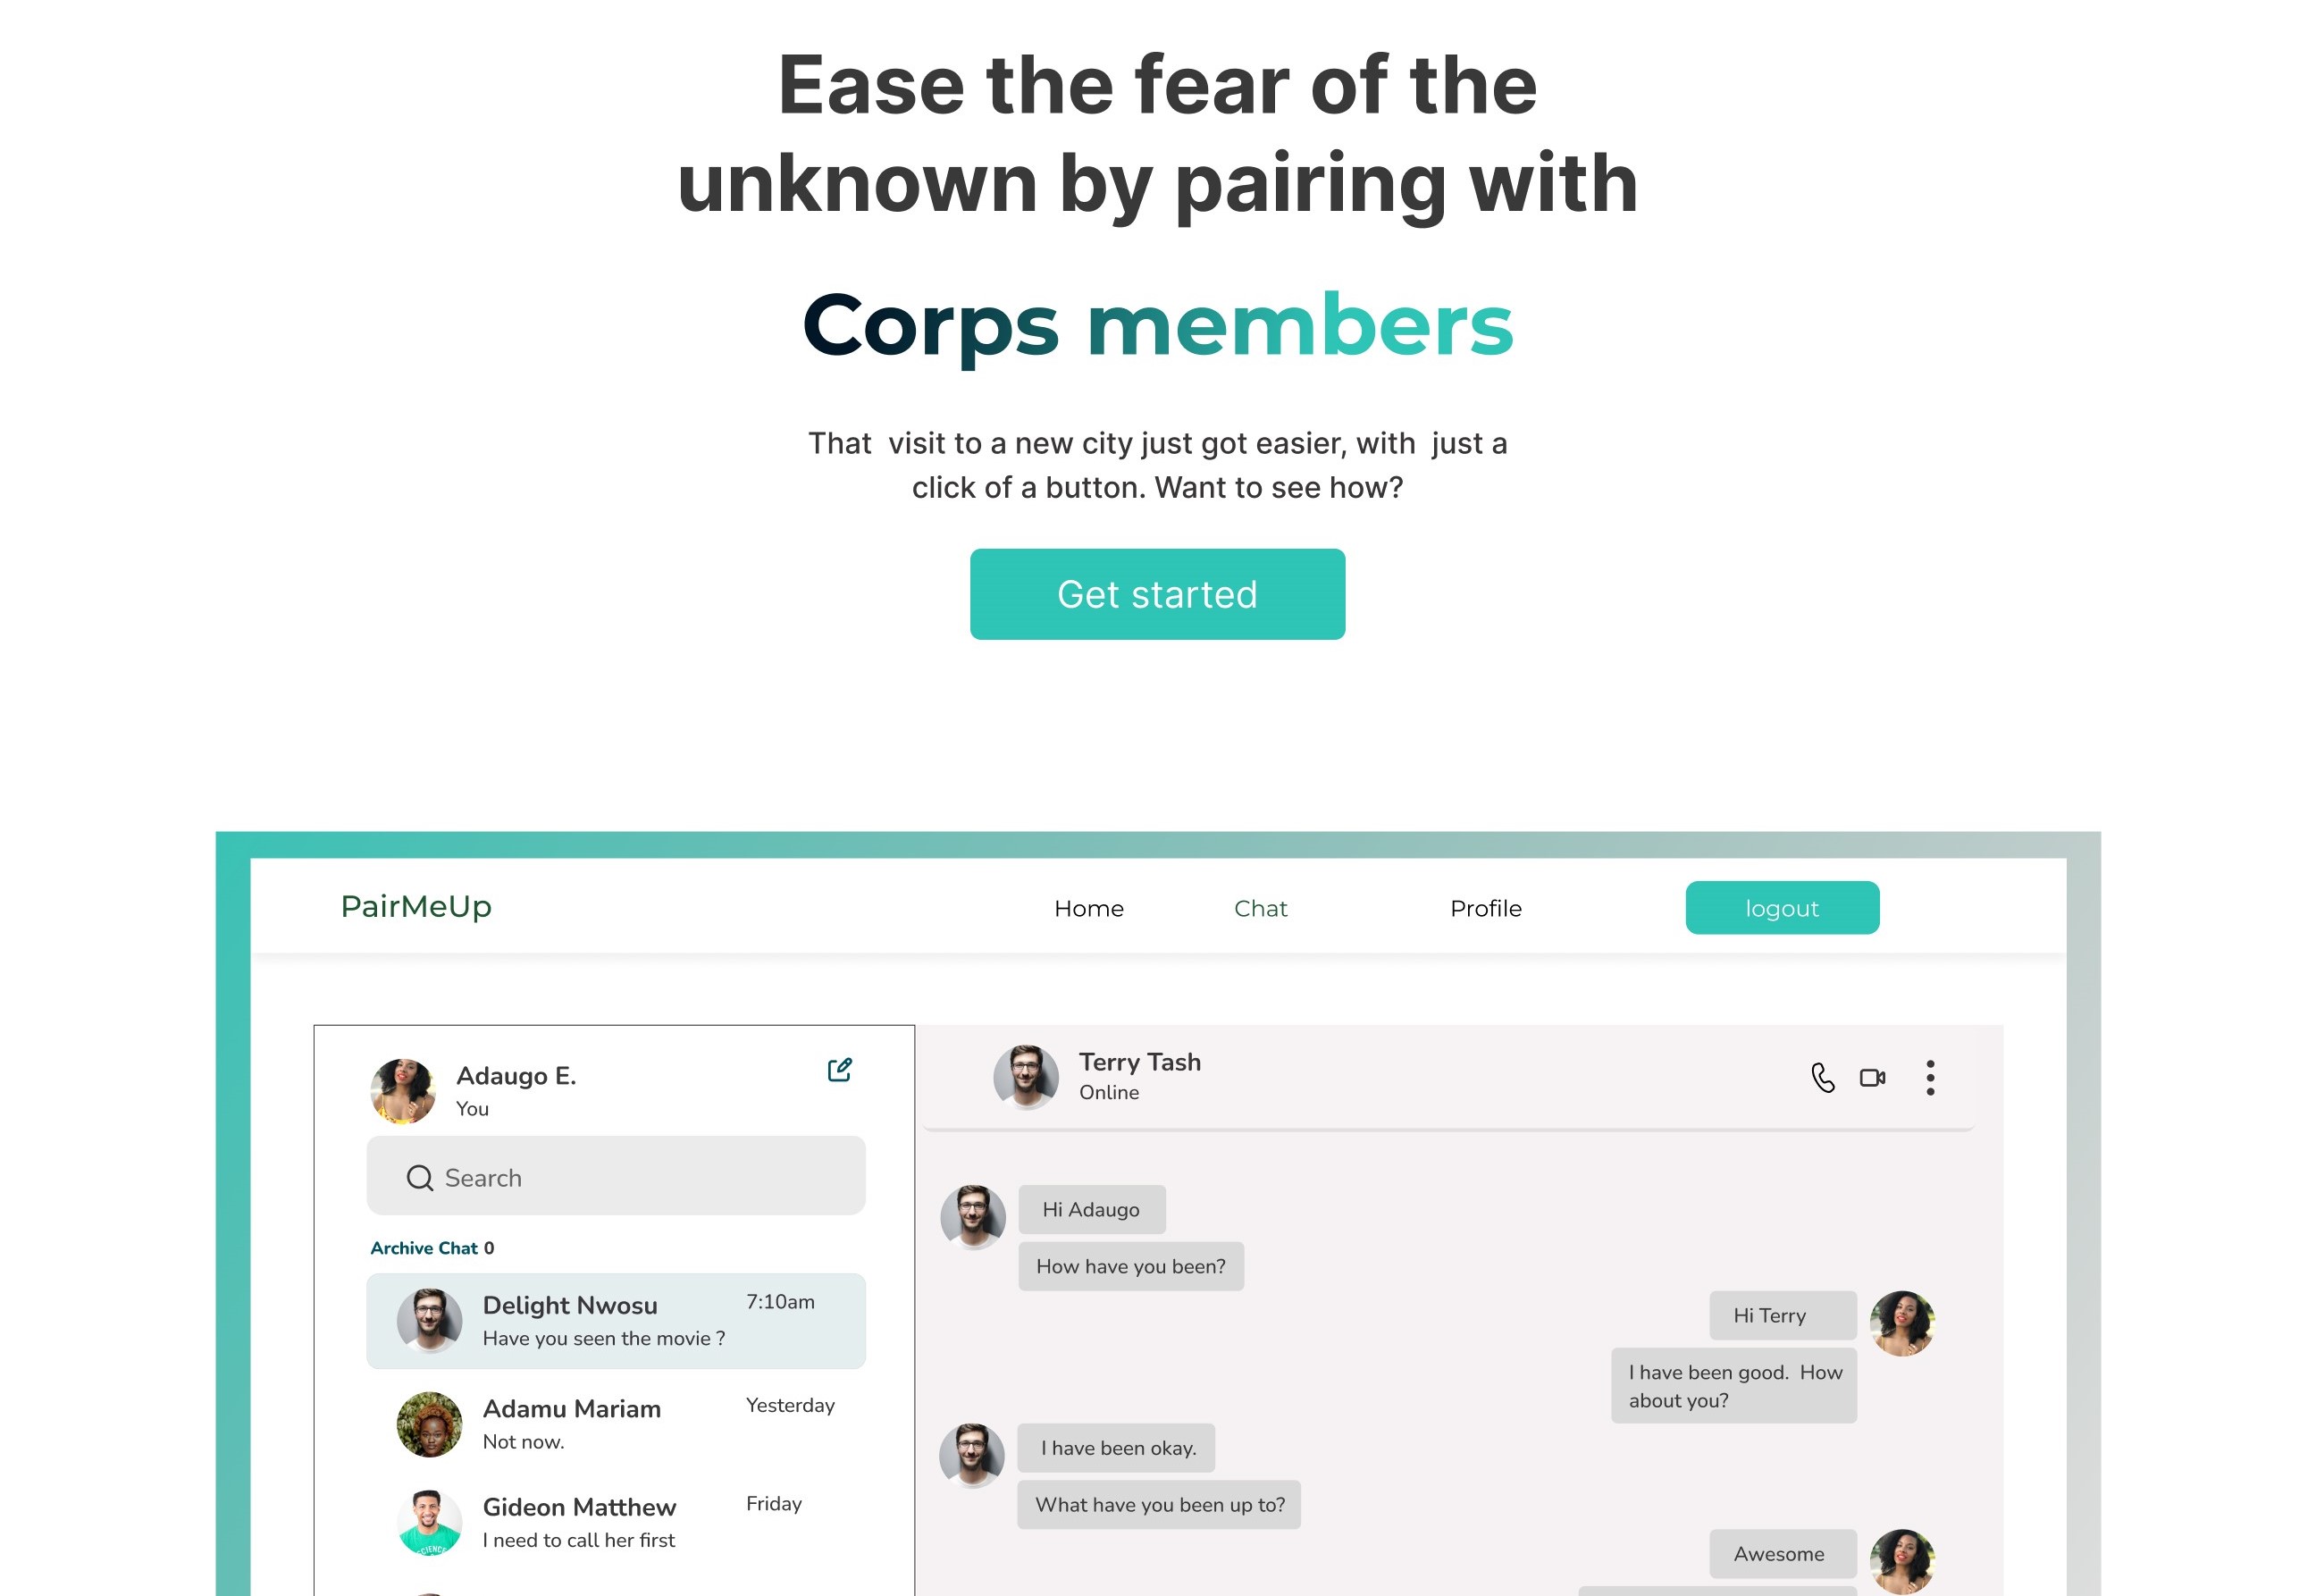 Ease the fear of the
unknown by pairing with
Corps members
That visit to a new city just got easier, with just a
click of a button. Want to see how?
Get started
PairMeUp
Home
Chat
Profile
logout
Adaugo E.
You
Search
Archive Chat 0
Delight Nwosu
7:10am
Have you seen the movie ?
Adamu Mariam
Yesterday
Not now.
Gideon Matthew
Friday
I need to call her first
Terry Tash
Online
Hi Adaugo
How have you been?
Hi Terry
I have been good. How
about you?
I have been okay.
What have you been up to?
Awesome